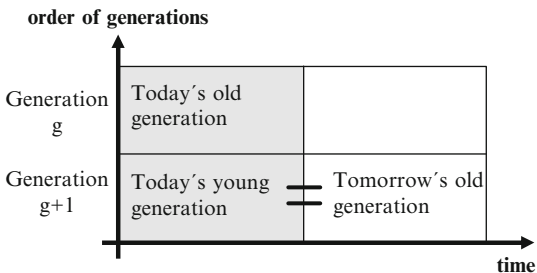 order of generations
Generation
g
Today´s old
generation
Generation
g+1
Today´s young
generation
Tomorrow´s old
generation
time